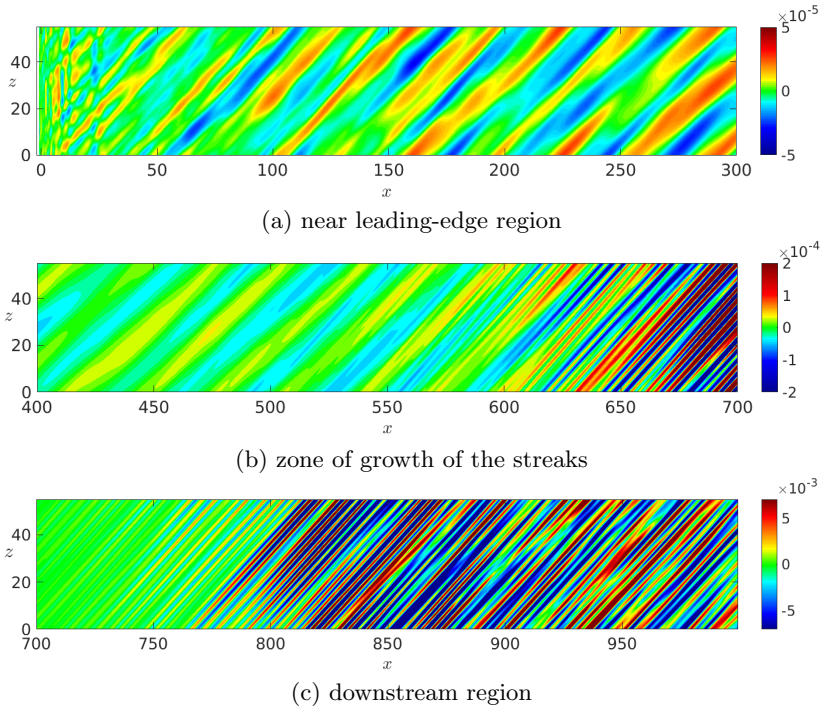 ×10^-5
40
20
0
z
0 50 100 150 200 250 300
x
5
0
-5
(a) near leading-edge region
×10^-4
40
20
0
z
400 450 500 550 600 650 700
x
2
1
0
-1
-2
(b) zone of growth of the streaks
×10^-3
40
20
0
z
700 750 800 850 900 950
x
5
0
-5
(c) downstream region